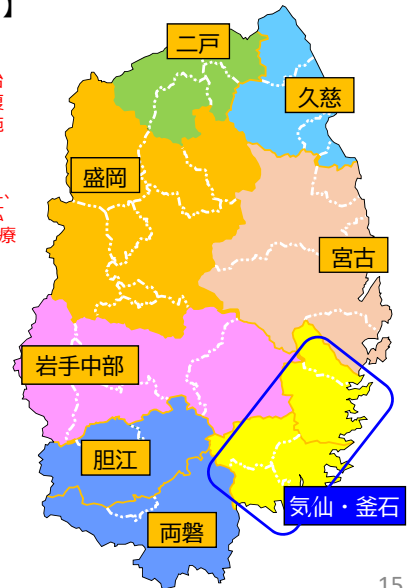 】
二戸
久慈
盛岡
、
療
宮古
岩手中部
胆江
気仙・釜石
両磐
15